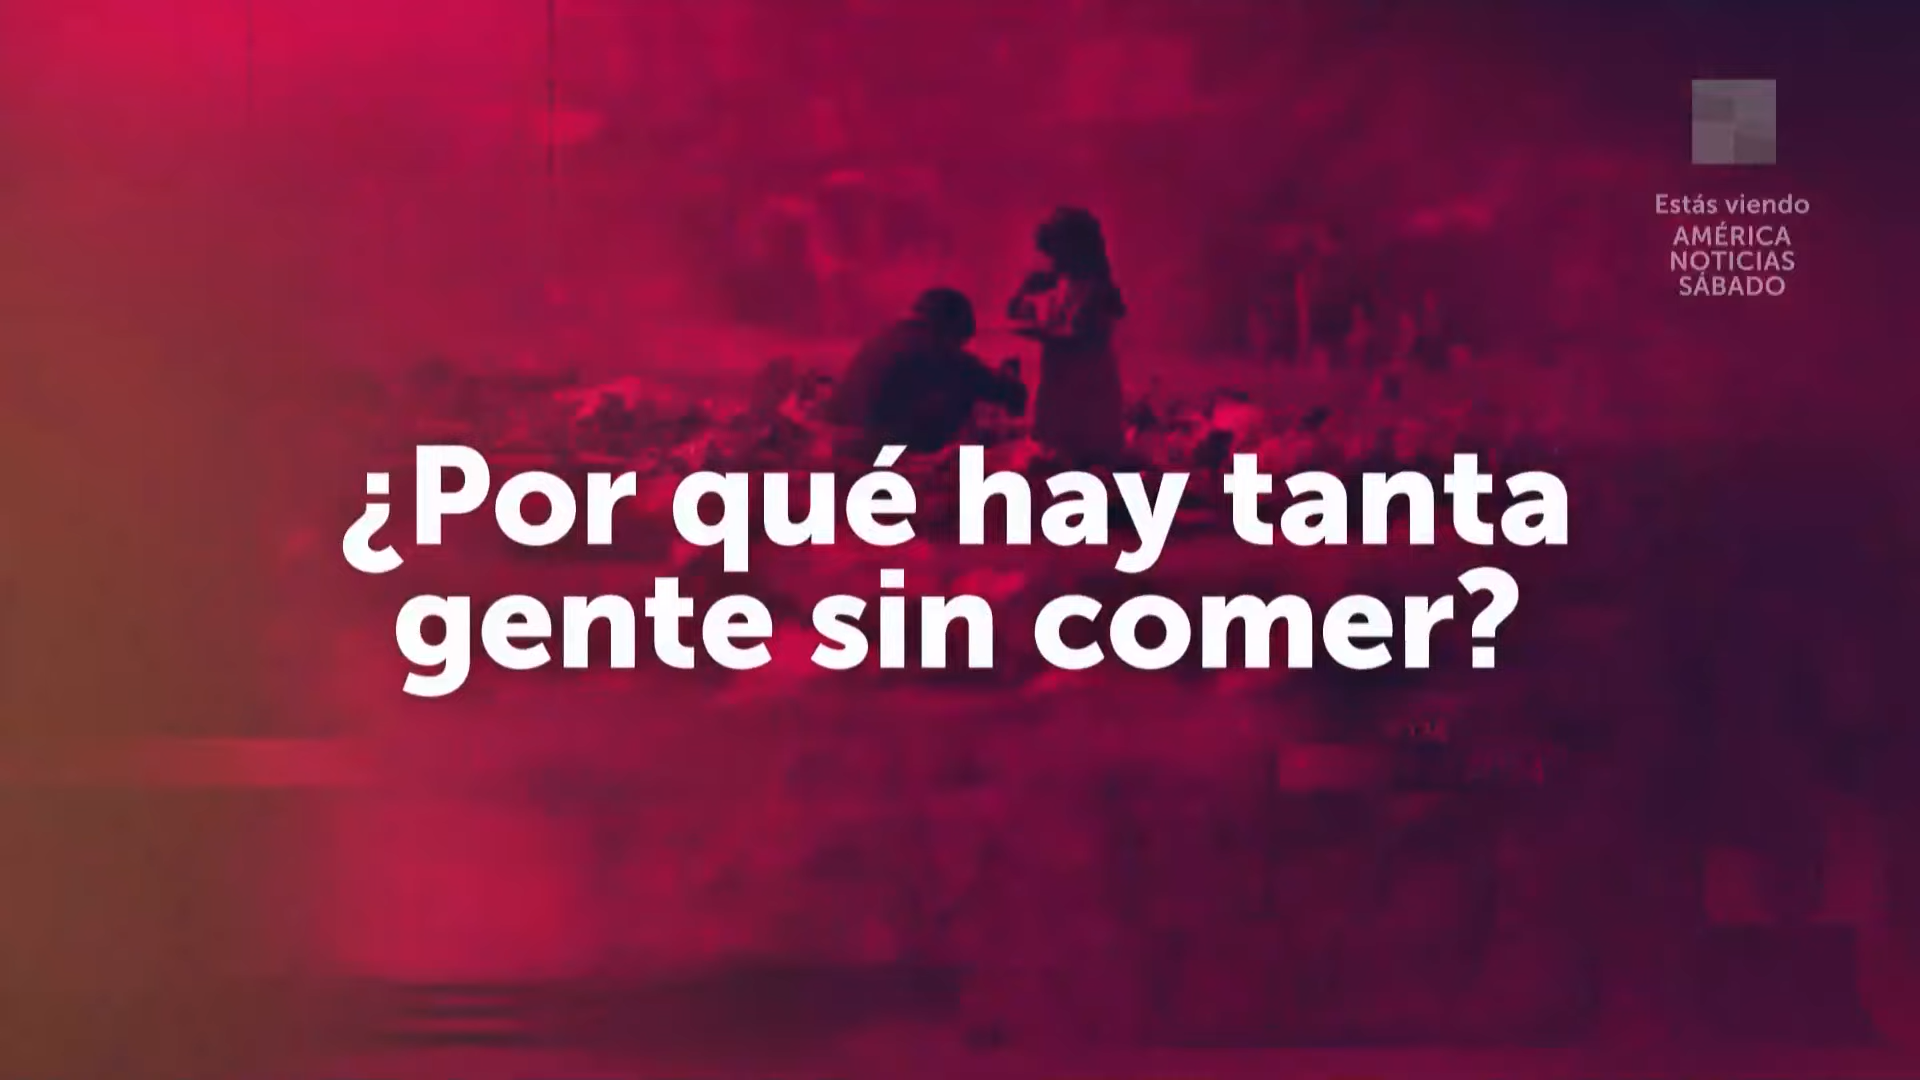 Estás viendo
AMÉRICA
NOTICIAS
SÁBADO
¿Por qué hay tanta
gente sin comer?